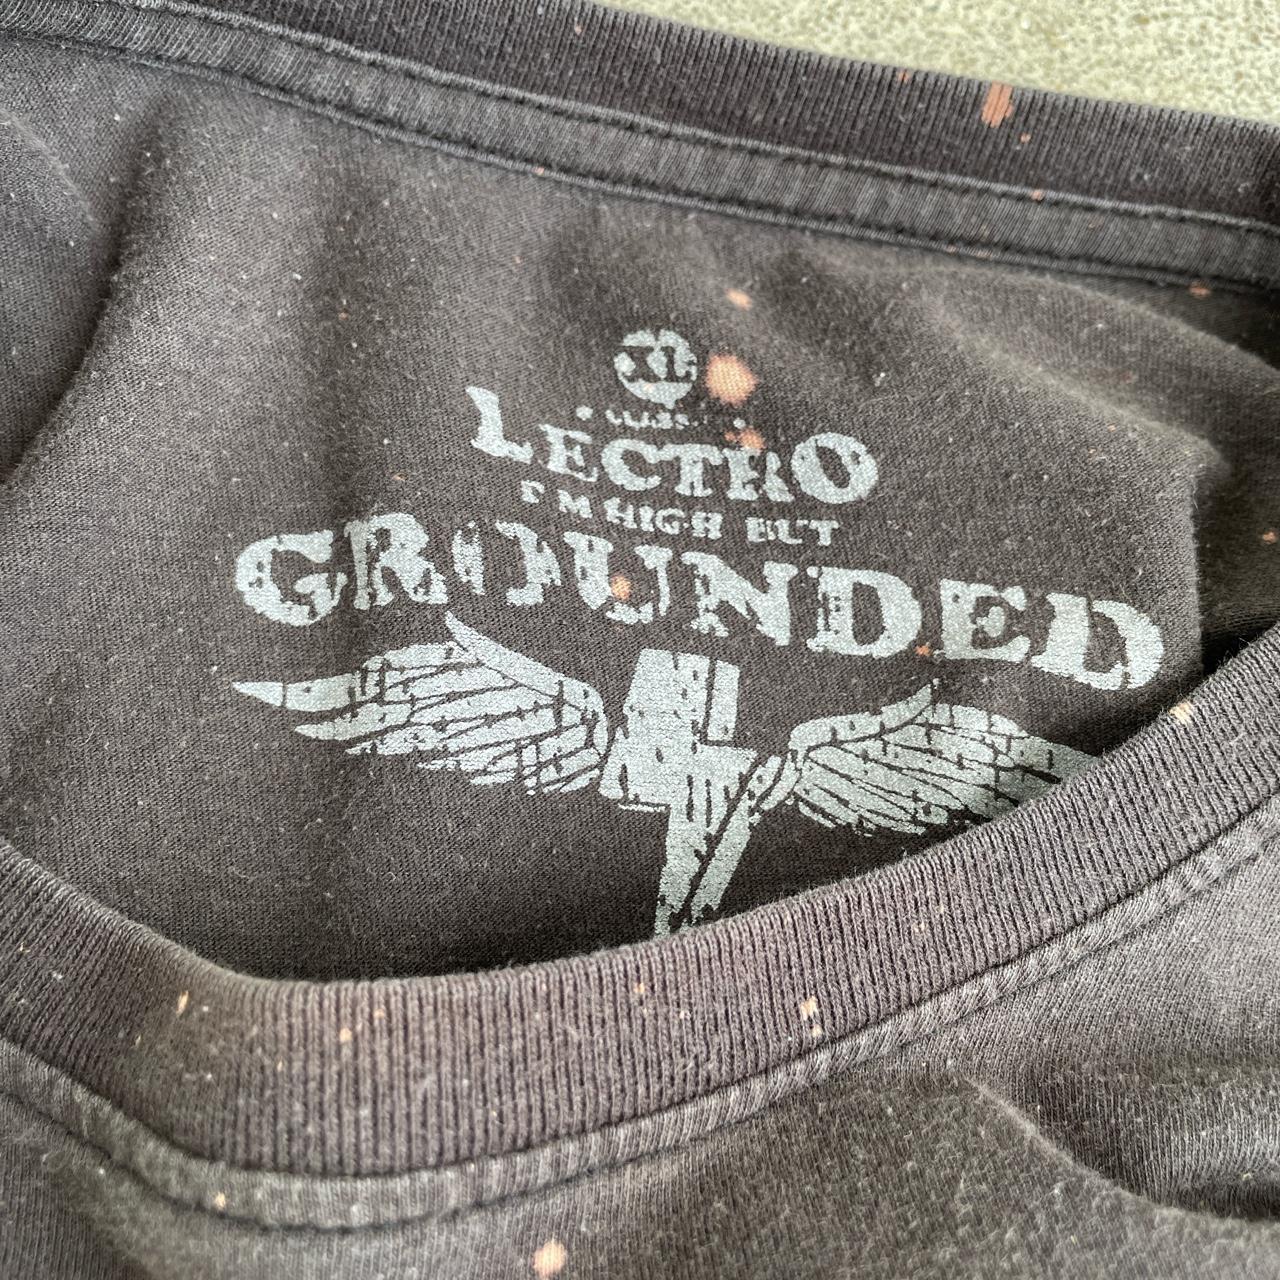 XL
LECTRO
I'M HIGH BUT
GROUNDED